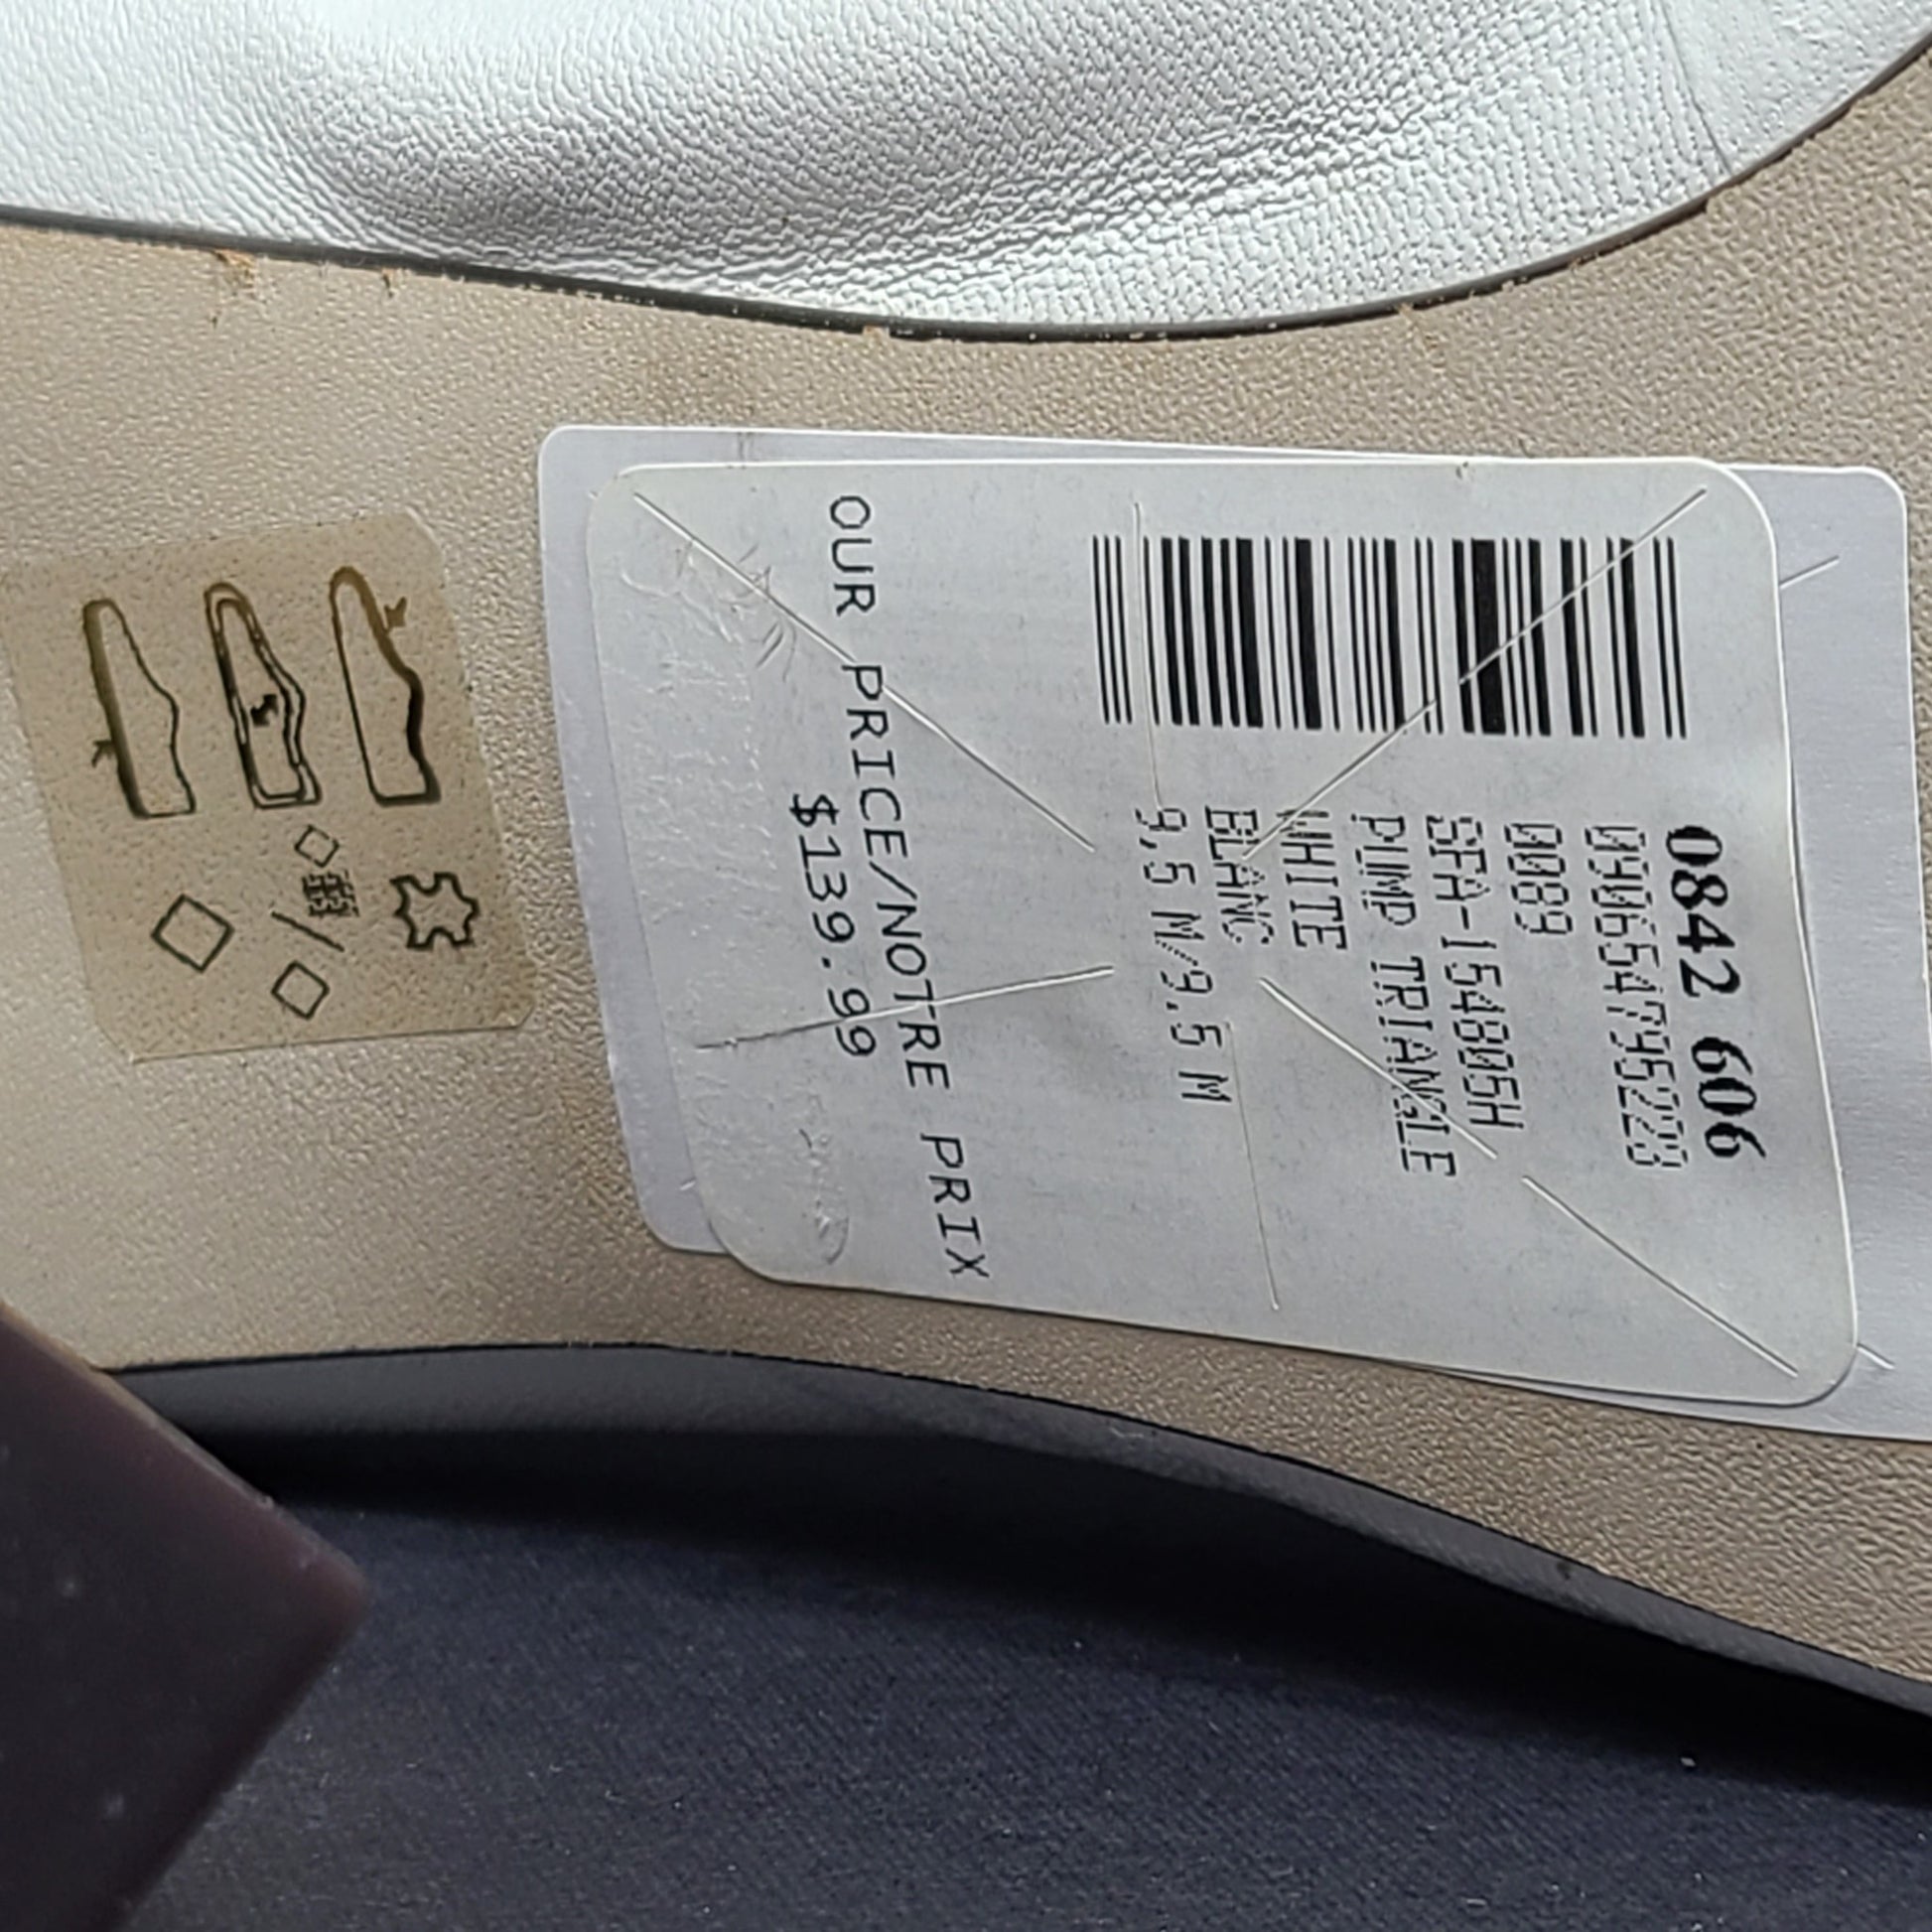 0842 606
0HU654795228
0089
SFA-154805H
PUMP TRIANGLE
WHITE
BLANC
9,5 M/9.5 M
OUR PRICE/NOTRE PRIX
$139.99